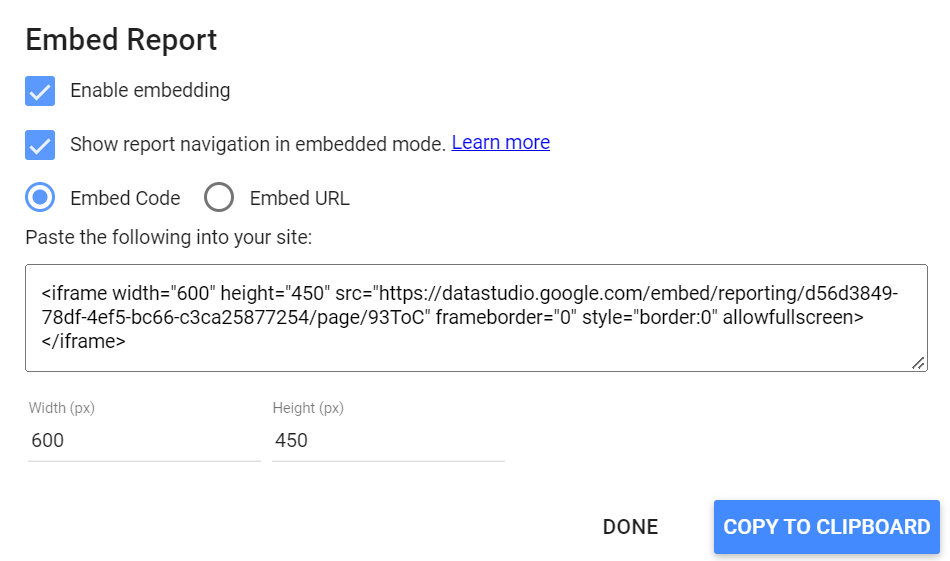 Embed Report
Enable embedding
Show report navigation in embedded mode. Learn more
Embed Code Embed URL
Paste the following into your site:
<iframe width="600" height="450" src="https://datastudio.google.com/embed/reporting/d56d3849-
78df-4ef5-bc66-c3ca25877254/page/93ToC" frameborder="0" style="border:0" allowfullscreen>
</iframe>
Width (px) Height (px)
600 450
DONE COPY TO CLIPBOARD